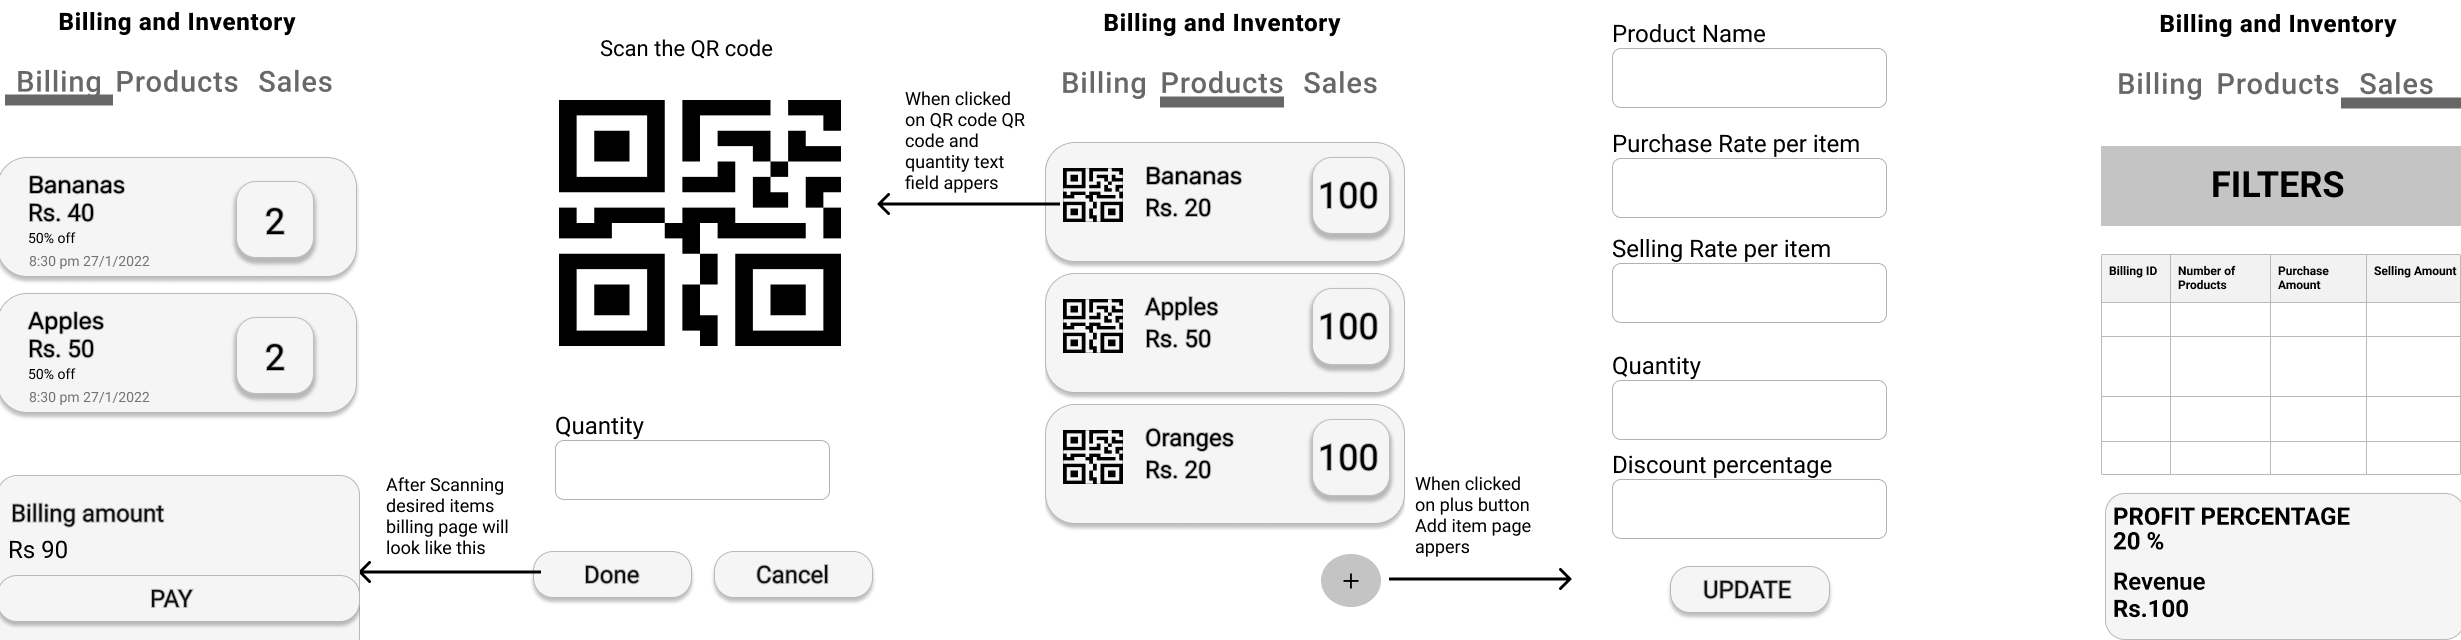 Billing and Inventory
Billing Products Sales
Bananas
Rs. 40
50% off
8:30 pm 27/1/2022
2
Apples
Rs. 50
50% off
8:30 pm 27/1/2022
2
Billing amount
Rs 90
PAY
After Scanning
desired items
billing page will
look like this
Scan the QR code
Quantity
Done
Cancel
When clicked
on QR code QR
code and
quantity text
field appers
Billing and Inventory
Billing Products Sales
Bananas
Rs. 20
100
Apples
Rs. 50
100
Oranges
Rs. 20
100
+
When clicked
on plus button
Add item page
appers
Product Name
Purchase Rate per item
Selling Rate per item
Quantity
Discount percentage
UPDATE
Billing and Inventory
Billing Products Sales
FILTERS
Billing ID
Number of
Products
Purchase
Amount
Selling Amount
PROFIT PERCENTAGE
20 %
Revenue
Rs.100